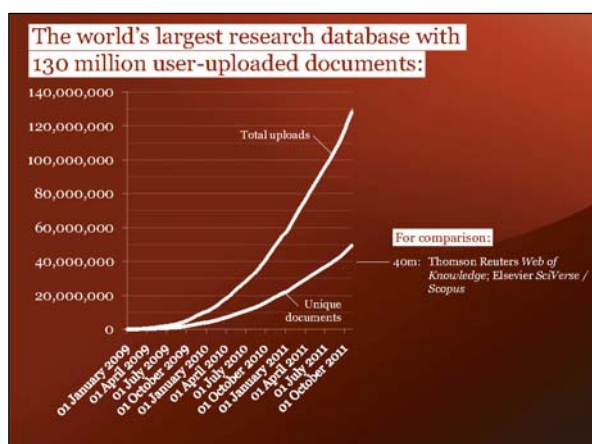 The world's largest research database with
130 million user-uploaded documents:
140,000,000
120,000,000
100,000,000
80,000,000
60,000,000
40,000,000
20,000,000
0
Total uploads
Unique
documents
For comparison:
40m: Thomson Reuters Web of
Knowledge; Elsevier SciVerse /
Scopus
01 January 2009
01 April 2009
01 July 2009
01 October 2009
01 January 2010
01 April 2010
01 July 2010
01 October 2010
01 January 2011
01 April 2011
01 July 2011
01 October 2011